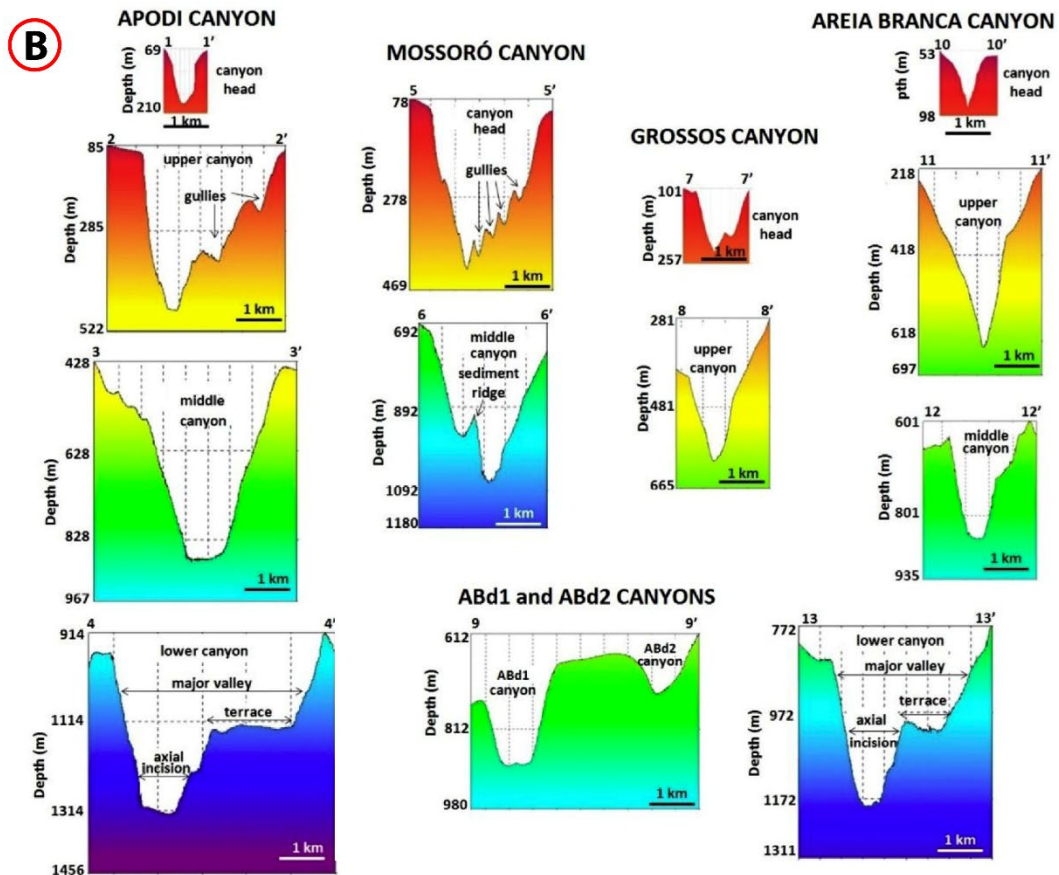 B
APODI CANYON
1 1’
69
Depth (m)
210
canyon
head
1 km
2 2’
85
upper canyon
gullies
285
Depth (m)
1 km
522
3 3’
428
middle
canyon
628
Depth (m)
828
1 km
967
4 4’
914
lower canyon
major valley
1114
terrace
Depth (m)
axial
incision
1314
1 km
1456
MOSSORÓ CANYON
5 5’
78
canyon
head
gullies
Depth (m)
278
1 km
469
6 6’
692
middle
canyon
sediment
ridge
Depth (m)
892
1092
1180
1 km
GROSSOS CANYON
7 7’
101
Depth (m)
canyon
head
257
1 km
8 8’
281
upper
canyon
Depth (m)
481
1 km
665
ABd1 and ABd2 CANYONS
9 9’
612
ABd1
canyon
ABd2
canyon
Depth (m)
812
1 km
980
AREIA BRANCA CANYON
10 10’
53
pth (m)
canyon
head
98
1 km
11 11’
218
upper
canyon
Depth (m)
418
618
1 km
697
12 12’
601
middle
canyon
Depth (m)
801
1 km
935
13 13’
772
lower canyon
major valley
terrace
Depth (m)
972
axial
incision
1172
1 km
1311